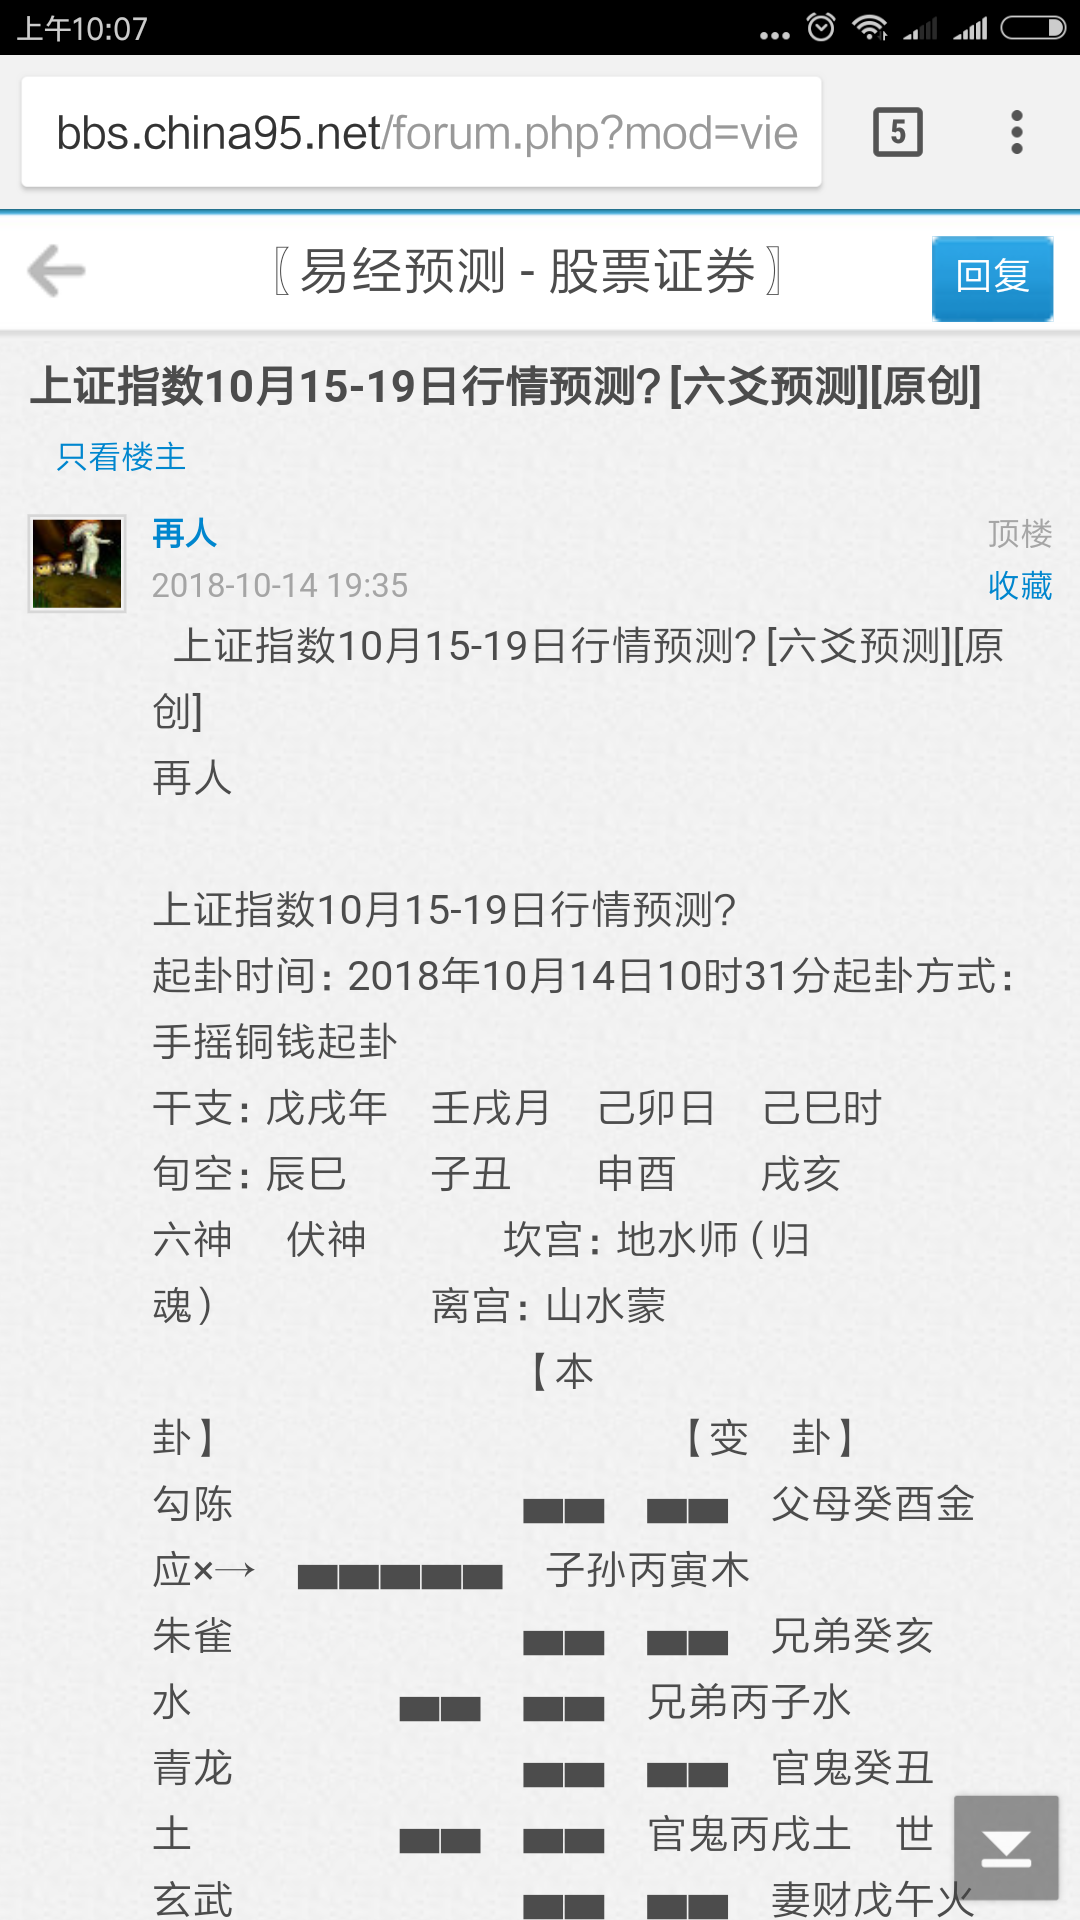 上午10:07
bbs.china95.net/forum.php?mod=vie
5
〖易经预测 - 股票证券〗
回复
上证指数10月15-19日行情预测? [六爻预测][原创]
只看楼主
再人
顶楼
2018-10-14 19:35
收藏
上证指数10月15-19日行情预测? [六爻预测][原
创]
再人
上证指数10月15-19日行情预测?
起卦时间：2018年10月14日10时31分起卦方式：
手摇铜钱起卦
干支：戊戌年 壬戌月 己卯日 己巳时
旬空：辰巳 子丑 申酉 戌亥
六神 伏神 坎宫：地水师（归
魂） 离宫：山水蒙
【本
卦】 【变 卦】
勾陈 ▅▅ ▅▅ 父母癸酉金
应×→ ▅▅▅▅▅ 子孙丙寅木
朱雀 ▅▅ ▅▅ 兄弟癸亥
水 ▅▅ ▅▅ 兄弟丙子水
青龙 ▅▅ ▅▅ 官鬼癸丑
土 ▅▅ ▅▅ 官鬼丙戌土 世
玄武 ▅▅ ▅▅ 妻财戊午火